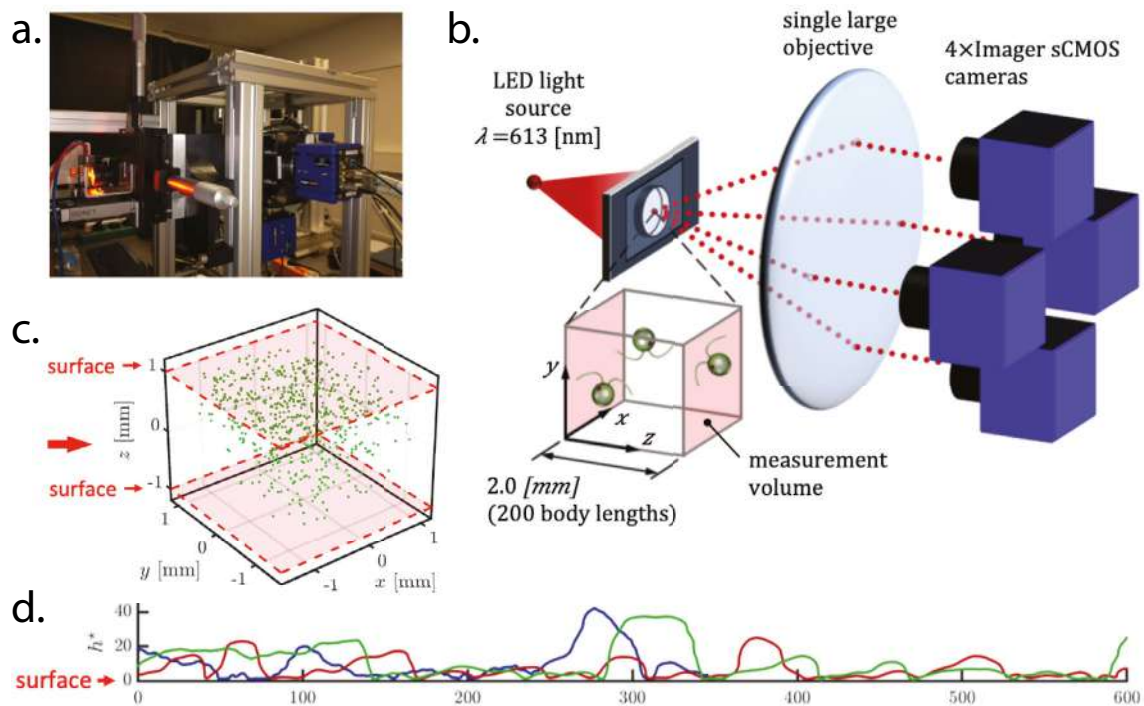 a.
b.
LED light
source
λ=613 [nm]
single large
objective
4×Imager sCMOS
cameras
y
x
z
2.0 [mm]
(200 body lengths)
measurement
volume
c.
surface
surface
z [mm]
1
0
-1
1
0
-1
y [mm]
-1
0
1
x [mm]
d.
h*
40
20
0
surface
0
100
200
300
400
500
600